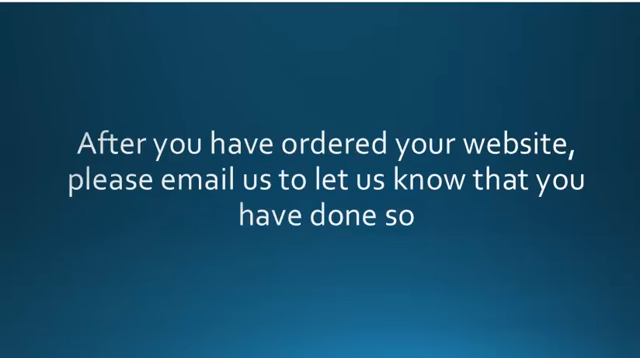 After you have ordered your website,
please email us to let us know that you
have done so